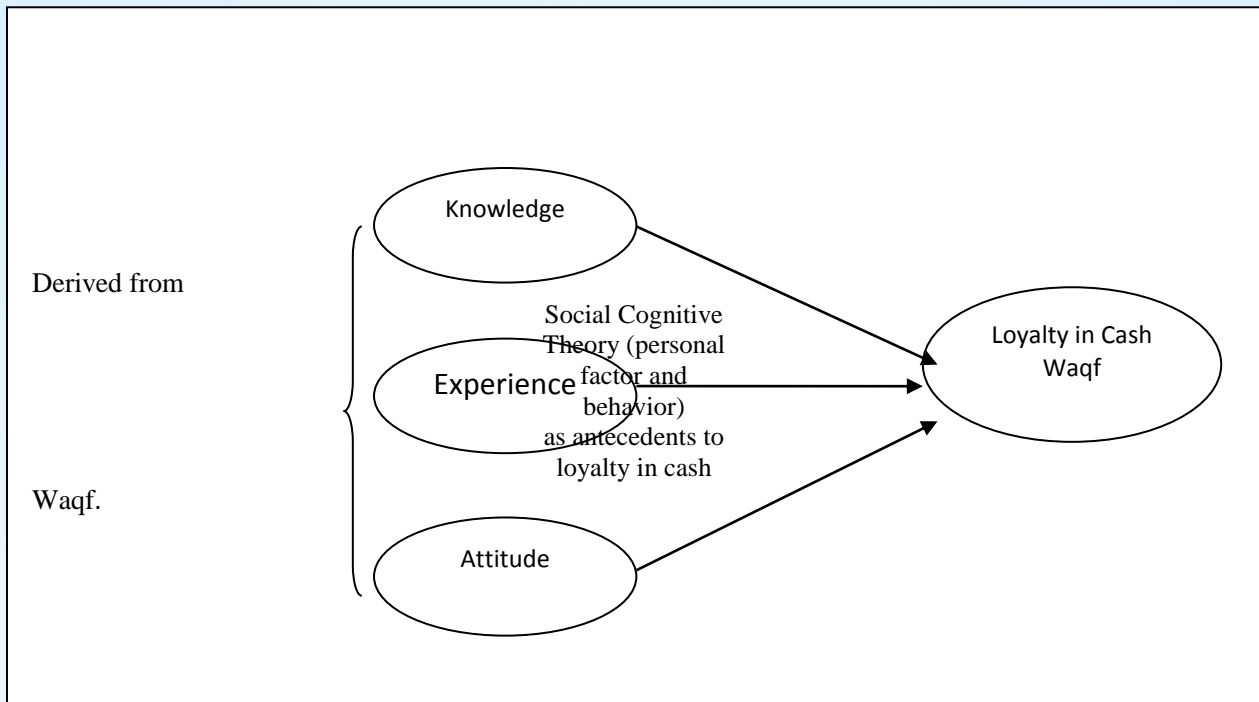 Knowledge
Derived from
Social Cognitive
Theory (personal
factor and
behavior)
as antecedents to
loyalty in cash
Waqf.
Experience
Attitude
Loyalty in Cash
Waqf